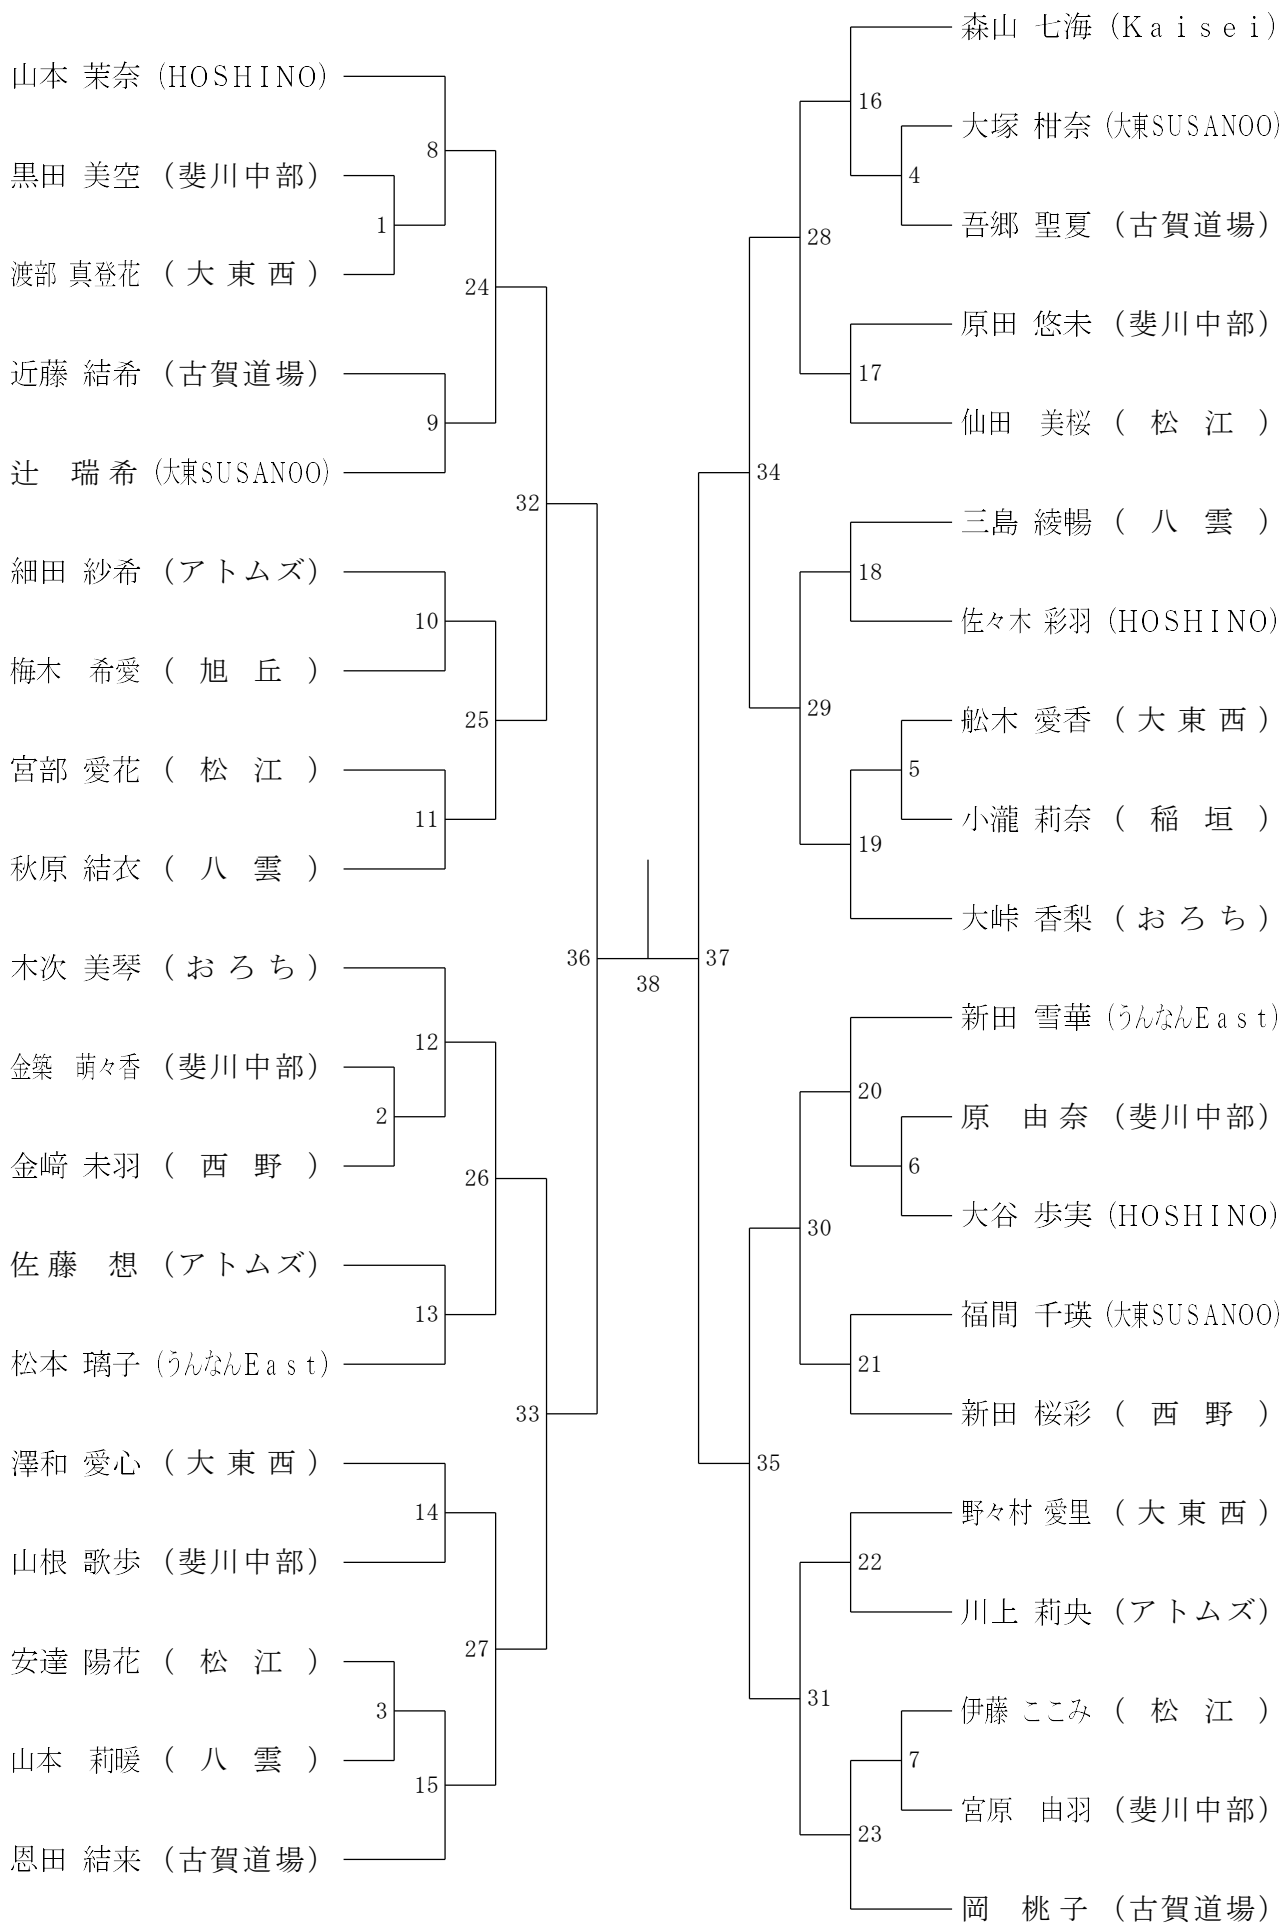 山本 茉奈 (HOSHINO)
8
黒田 美空 (斐川中部)
1
渡部 真登花 (大東西)
24
近藤 結希 (古賀道場)
9
辻 瑞希 (大東SUSANOO)
32
細田 紗希 (アトムズ)
10
梅木 希愛 (旭丘)
25
宮部 愛花 (松江)
11
秋原 結衣 (八雲)
36
木次 美琴 (おろち)
12
金築 萌々香 (斐川中部)
2
金﨑 未羽 (西野)
26
佐藤 想 (アトムズ)
13
松本 璃子 (うんなんEast)
33
澤和 愛心 (大東西)
14
山根 歌歩 (斐川中部)
27
安達 陽花 (松江)
3
山本 莉暖 (八雲)
15
恩田 結来 (古賀道場)
38
森山 七海 (Kaisei)
16
大塚 柑奈 (大東SUSANOO)
4
吾郷 聖夏 (古賀道場)
28
原田 悠未 (斐川中部)
17
仙田 美桜 (松江)
34
三島 綾暢 (八雲)
18
佐々木 彩羽 (HOSHINO)
29
舩木 愛香 (大東西)
5
小瀧 莉奈 (稲垣)
19
大峠 香梨 (おろち)
37
新田 雪華 (うんなんEast)
20
原 由奈 (斐川中部)
6
大谷 歩実 (HOSHINO)
30
福間 千瑛 (大東SUSANOO)
21
新田 桜彩 (西野)
35
野々村 愛里 (大東西)
22
川上 莉央 (アトムズ)
31
伊藤 ここみ (松江)
7
宮原 由羽 (斐川中部)
23
岡 桃子 (古賀道場)